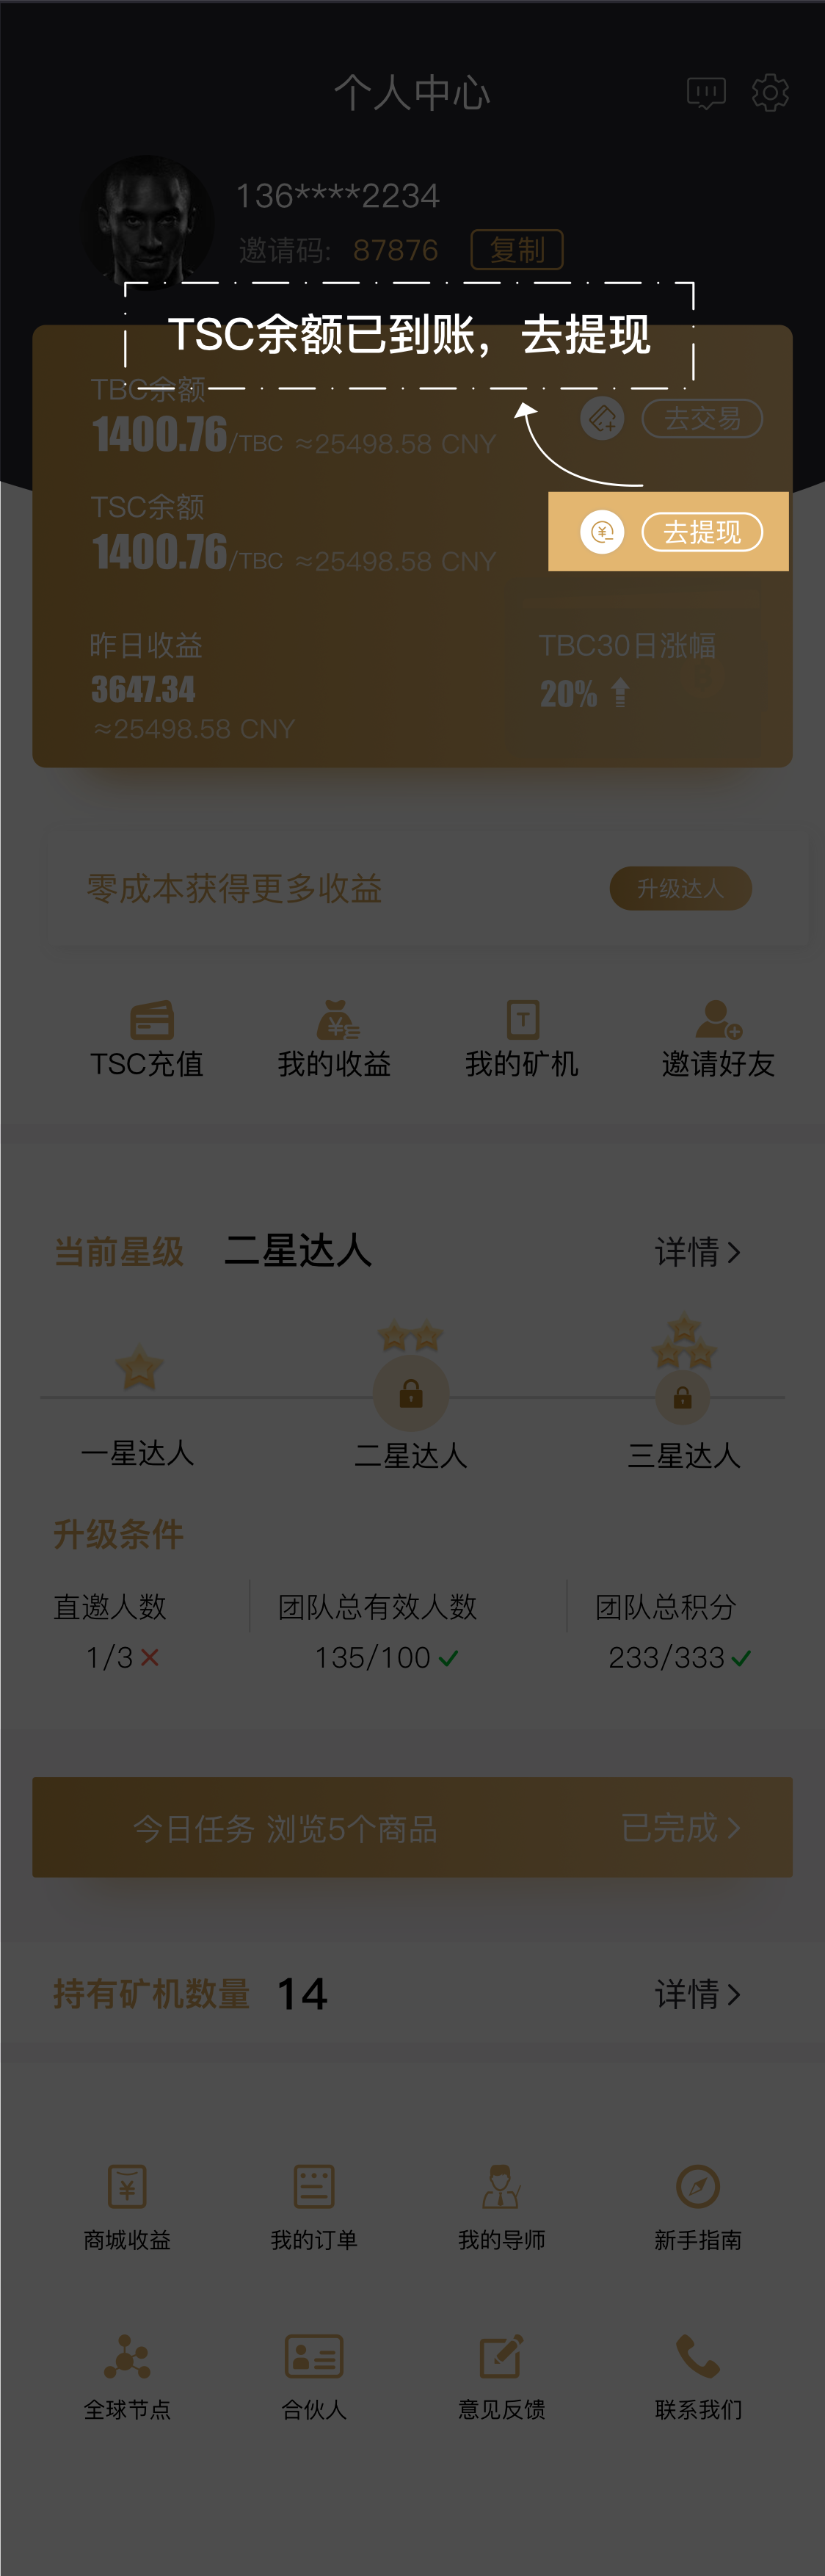 个人中心
136****2234
邀请码: 87876 复制
TSC余额已到账，去提现
TBC余额
1400.76/TBC ≈25498.58 CNY
去交易
TSC余额
1400.76/TBC ≈25498.58 CNY
去提现
昨日收益
TBC30日涨幅
3647.34
20%
≈25498.58 CNY
零成本获得更多收益
升级达人
TSC充值 我的收益 我的矿机 邀请好友
当前星级 二星达人 详情
一星达人 二星达人 三星达人
升级条件
直邀人数 团队总有效人数 团队总积分
1/3 135/100 233/333
今日任务 浏览5个商品 已完成
持有矿机数量 14 详情
商城收益 我的订单 我的导师 新手指南
全球节点 合伙人 意见反馈 联系我们